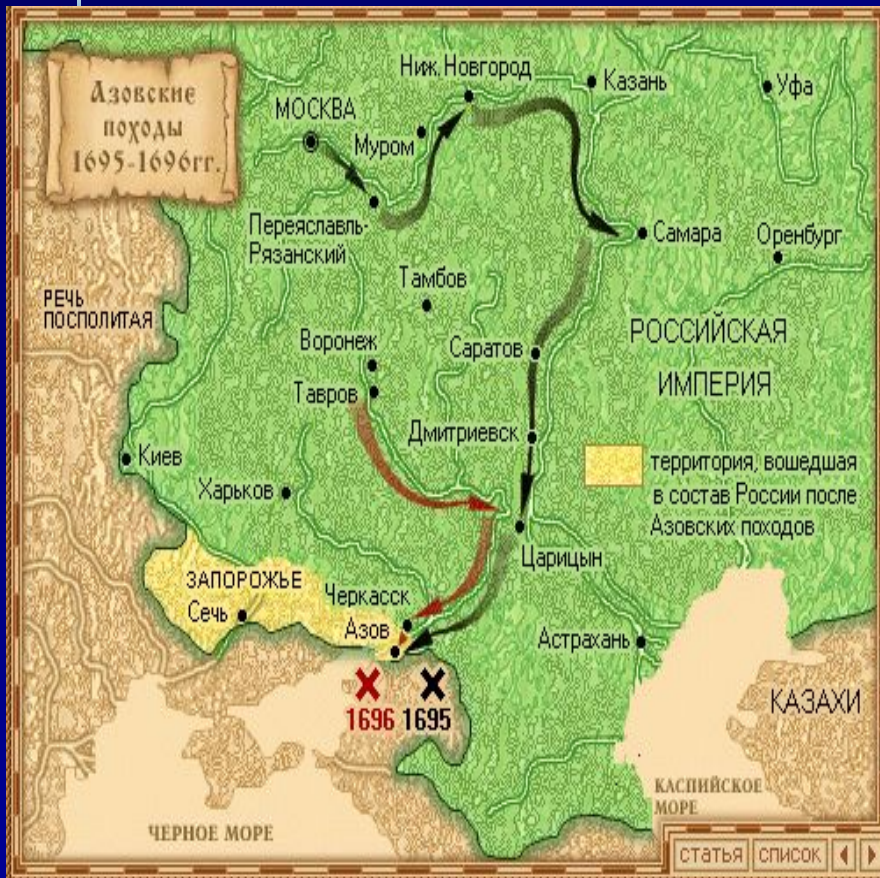 Азовские
походы
1695-1696гг.
Ниж. Новгород
Казань
Уфа
МОСКВА
Муром
Переяславль-
Рязанский
Самара
Оренбург
Тамбов
РЕЧЬ
ПОСПОЛИТАЯ
РОССИЙСКАЯ
ИМПЕРИЯ
Воронеж
Саратов
Тавров
Дмитриевск
Киев
территория, вошедшая
в состав России после
Азовских походов
Харьков
Царицын
ЗАПОРОЖЬЕ
Сечь
Черкасск
Азов
Астрахань
1696 1695
КАЗАХИ
КАСПИЙСКОЕ
МОРЕ
ЧЕРНОЕ МОРЕ
статья список